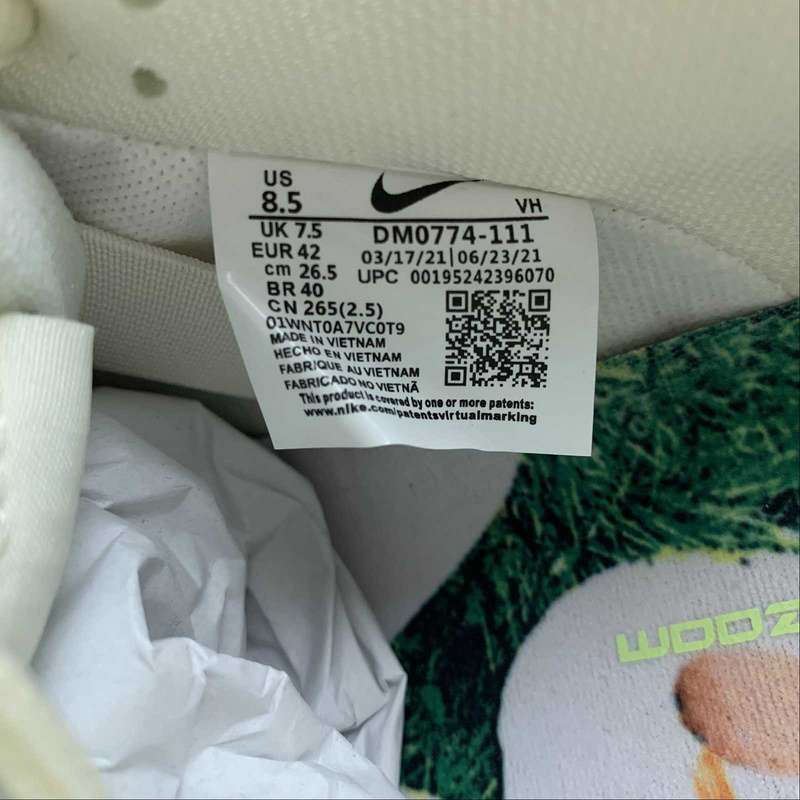 US
8.5
VH
UK 7.5
DM0774-111
EUR 42
03/17/21|06/23/21
cm 26.5
UPC 00195242396070
BR 40
CN 265(2.5)
01WNT0A7VC0T9
MADE IN VIETNAM
HECHO EN VIETNAM
FABRIQUE AU VIETNAM
FABRICADO NO VIETNÃ
This product is covered by one or more patents:
www.nike.com/patentsvirtualmarking
ZOOM